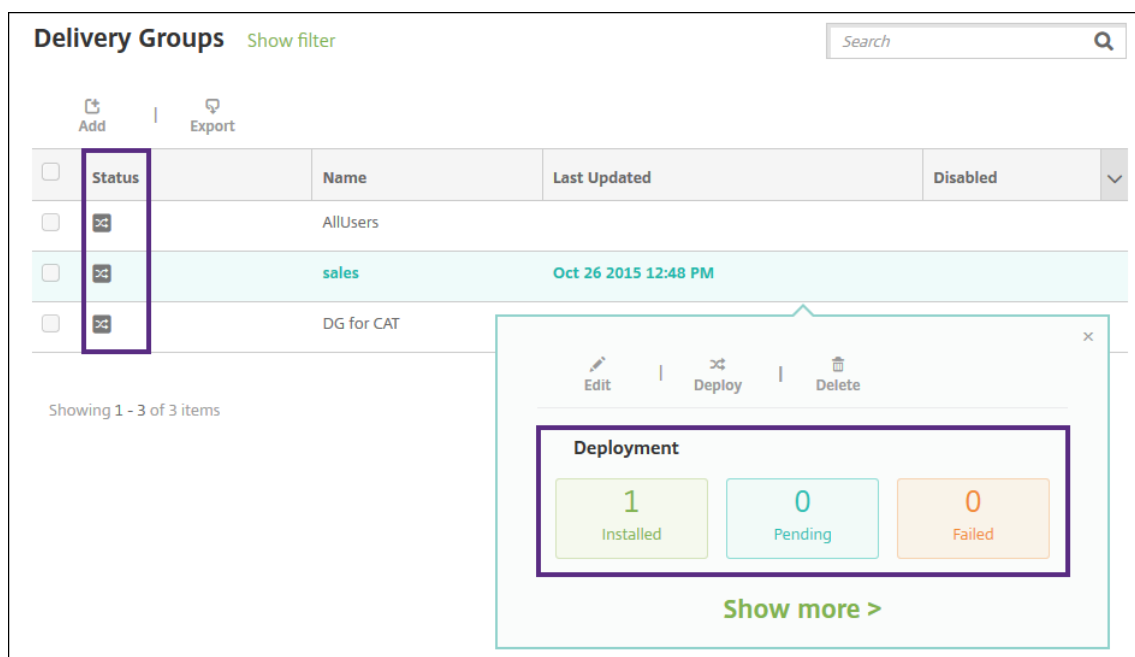 Delivery Groups Show filter Search
Add | Export
Status Name Last Updated Disabled
AllUsers
sales Oct 26 2015 12:48 PM
DG for CAT
Showing 1 - 3 of 3 items
Edit | Deploy | Delete
Deployment
1 0 0
Installed Pending Failed
Show more >